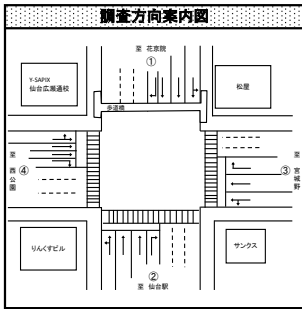 調査方向案内図
至 花京院
①
Y-SAPIX
仙台広瀬通校
松屋
歩道橋
至 西公園
④
③
至 宮城野
りんくすビル
サンクス
②
至 仙台駅